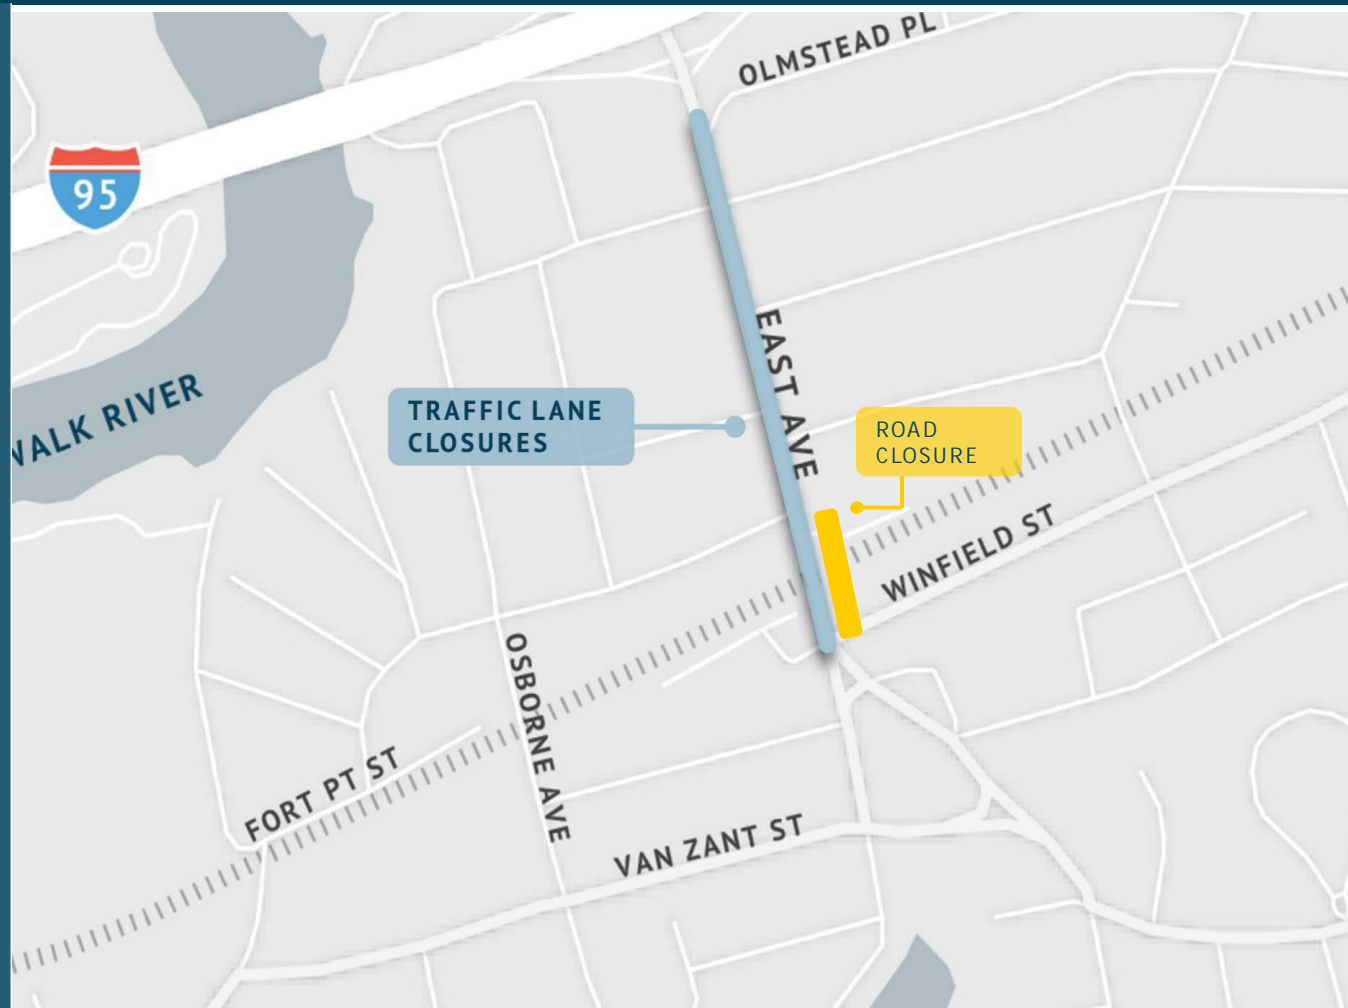 OLMSTEAD PL
95
EAST AVE
WALK RIVER
TRAFFIC LANE
CLOSURES
ROAD
CLOSURE
WINFIELD ST
OSBORNE AVE
FORT PT ST
VAN ZANT ST